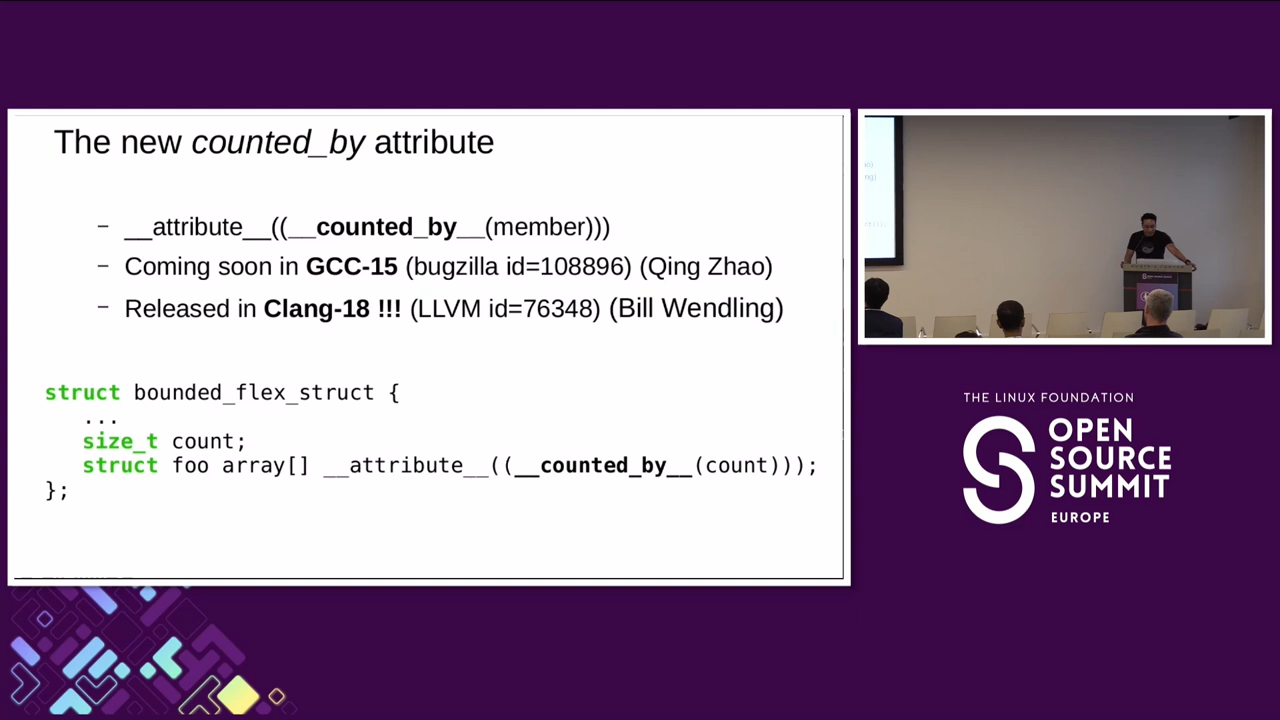 The new counted_by attribute
– __attribute__((__counted_by__(member)))
– Coming soon in GCC-15 (bugzilla id=108896) (Qing Zhao)
– Released in Clang-18 !!! (LLVM id=76348) (Bill Wendling)
struct bounded_flex_struct {
...
size_t count;
struct foo array[] __attribute__((__counted_by__(count)));
};
THE LINUX FOUNDATION
OPEN
SOURCE
SUMMIT
EUROPE